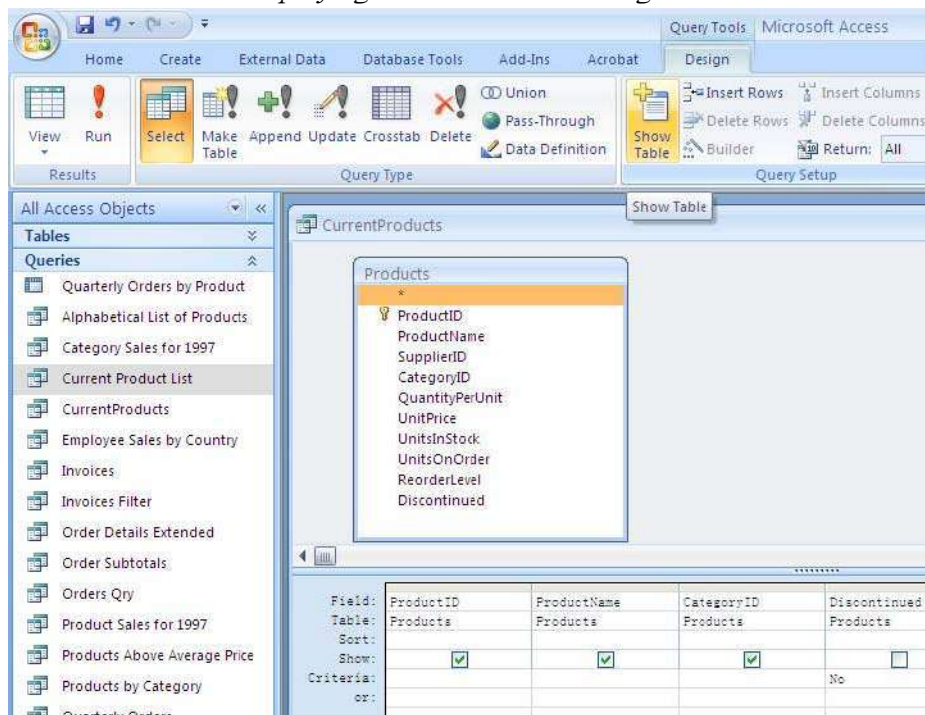 Query Tools Microsoft Access
Home Create External Data Database Tools Add-Ins Acrobat Design
View Run Select Make Table Append Update Crosstab Delete
Union
Pass-Through
Data Definition
Show Table
Insert Rows Insert Columns
Delete Rows Delete Columns
Builder Return: All
Results Query Type Query Setup
Show Table
All Access Objects
Tables
Queries
Quarterly Orders by Product
Alphabetical List of Products
Category Sales for 1997
Current Product List
CurrentProducts
Employee Sales by Country
Invoices
Invoices Filter
Order Details Extended
Order Subtotals
Orders Qry
Product Sales for 1997
Products Above Average Price
Products by Category
Quarterly Orders
CurrentProducts
Products
*
ProductID
ProductName
SupplierID
CategoryID
QuantityPerUnit
UnitPrice
UnitsInStock
UnitsOnOrder
ReorderLevel
Discontinued
Field: ProductID ProductName CategoryID Discontinued
Table: Products Products Products Products
Sort:
Show:
Criteria: No
or: